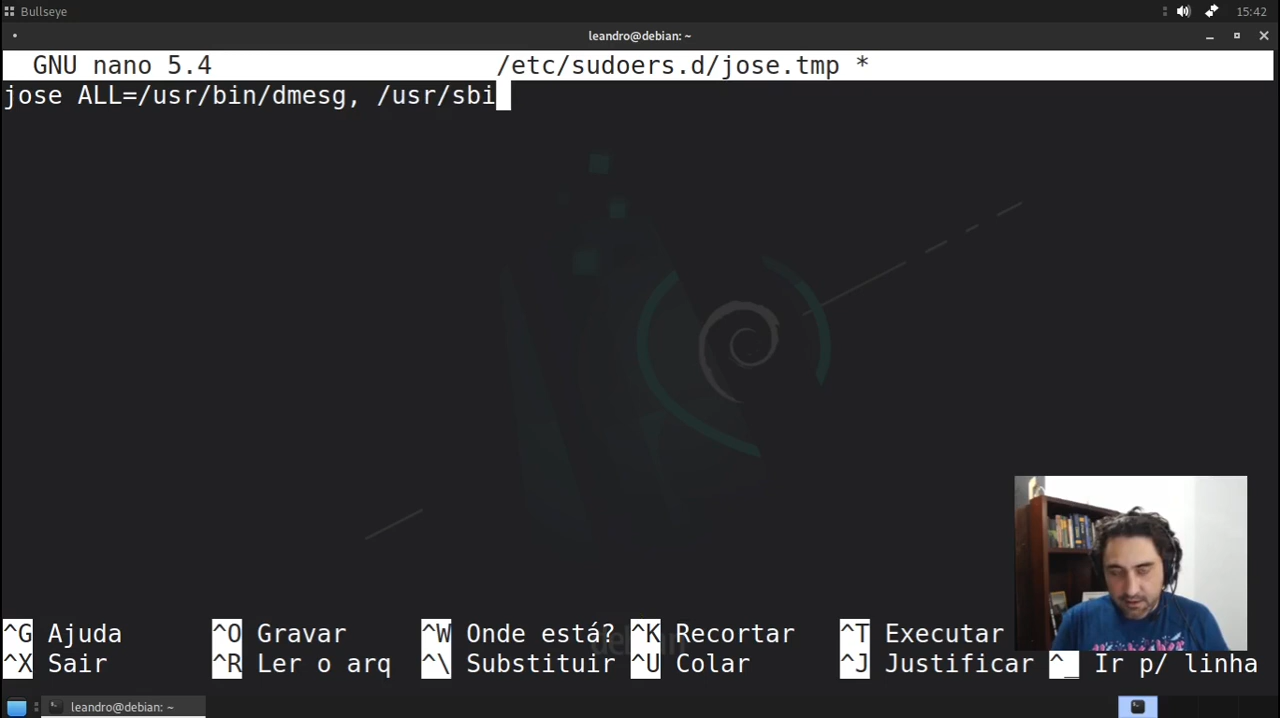 Bullseye 15:42
leandro@debian: ~
GNU nano 5.4 /etc/sudoers.d/jose.tmp *
jose ALL=/usr/bin/dmesg, /usr/sbi
^G Ajuda ^O Gravar ^W Onde está? ^K Recortar ^T Executar
^X Sair ^R Ler o arq ^\ Substituir ^U Colar ^J Justificar ^_ Ir p/ linha
debian
leandro@debian: ~